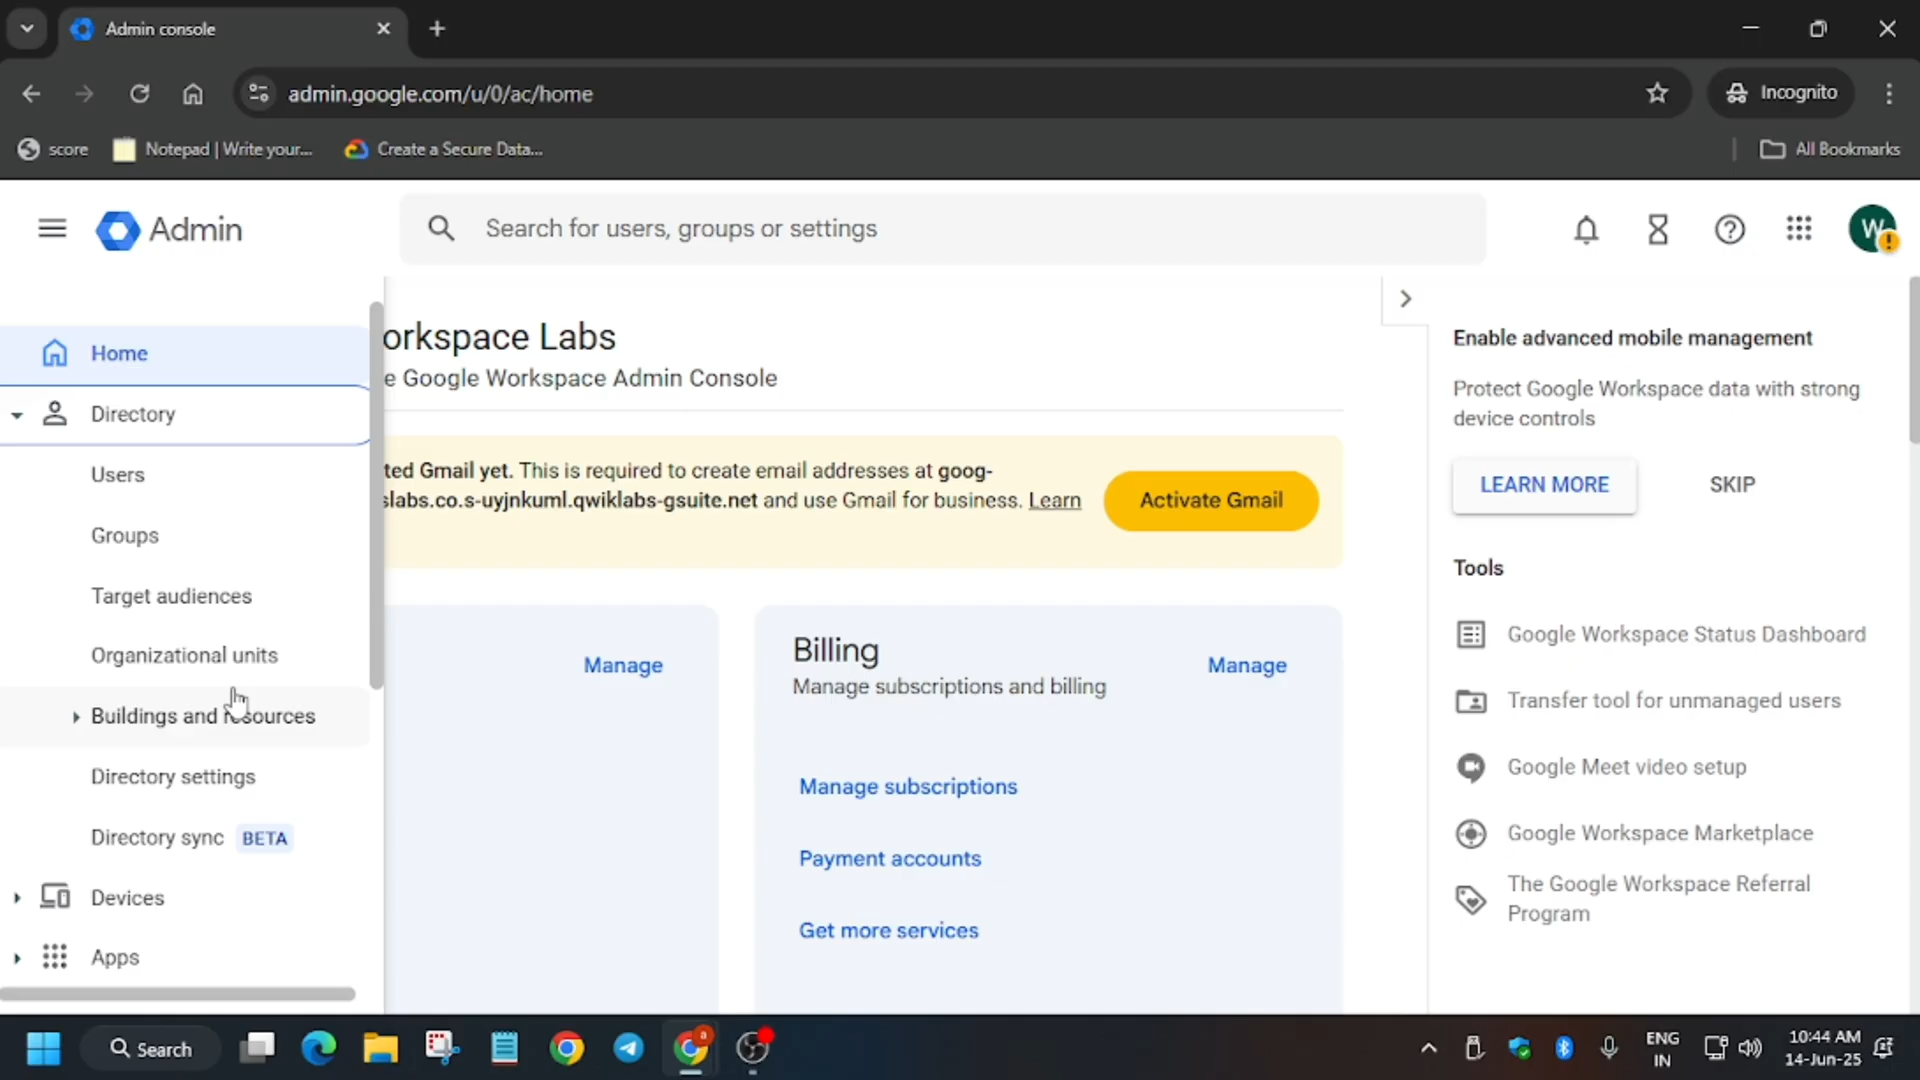 Admin console
admin.google.com/u/0/ac/home
Incognito
score
Notepad | Write your...
Create a Secure Data...
All Bookmarks
Admin
Search for users, groups or settings
W
Home
Directory
Users
Groups
Target audiences
Organizational units
Buildings and resources
Directory settings
Directory sync BETA
Devices
Apps
orkspace Labs
e Google Workspace Admin Console
ted Gmail yet. This is required to create email addresses at goog-
slabs.co.s-uyjnkuml.qwiklabs-gsuite.net and use Gmail for business. Learn
Activate Gmail
Manage
Billing
Manage subscriptions and billing
Manage
Manage subscriptions
Payment accounts
Get more services
Enable advanced mobile management
Protect Google Workspace data with strong
device controls
LEARN MORE
SKIP
Tools
Google Workspace Status Dashboard
Transfer tool for unmanaged users
Google Meet video setup
Google Workspace Marketplace
The Google Workspace Referral
Program
Search
ENG
IN
10:44 AM
14-Jun-25